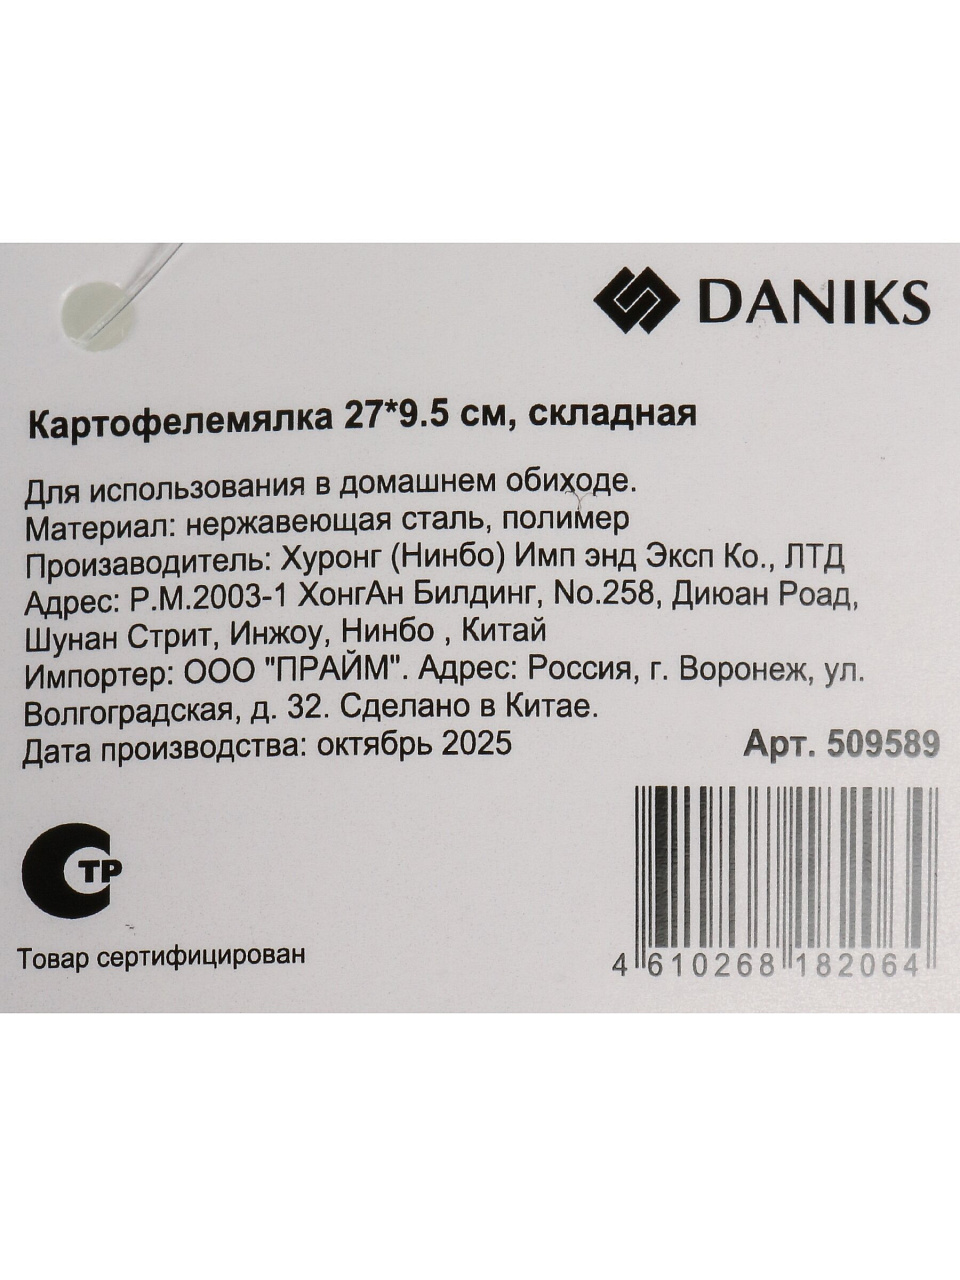 DANIKS
Картофелемялка 27*9.5 см, складная
Для использования в домашнем обиходе.
Материал: нержавеющая сталь, полимер
Произаводитель: Хуронг (Нинбо) Имп энд Эксп Ко., ЛТД
Адрес: Р.М.2003-1 ХонгАн Билдинг, No.258, Диюан Роад,
Шунан Стрит, Инжоу, Нинбо , Китай
Импортер: ООО "ПРАЙМ". Адрес: Россия, г. Воронеж, ул.
Волгоградская, д. 32. Сделано в Китае.
Дата производства: октябрь 2025
Арт. 509589
ТР
Товар сертифицирован
4 610268 182064